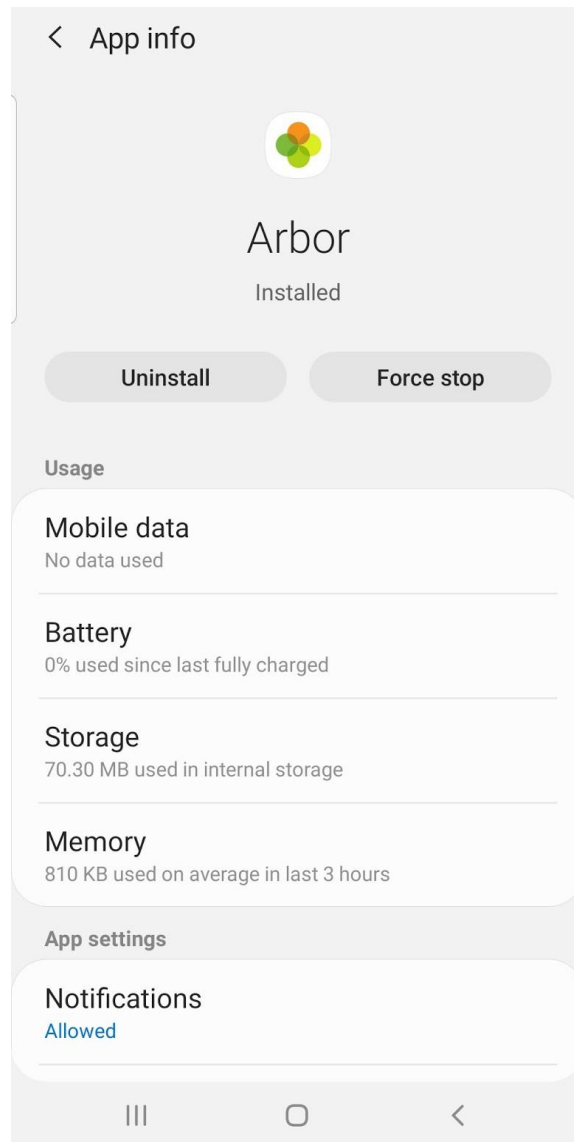 App info
Arbor
Installed
Uninstall
Force stop
Usage
Mobile data
No data used
Battery
0% used since last fully charged
Storage
70.30 MB used in internal storage
Memory
810 KB used on average in last 3 hours
App settings
Notifications
Allowed